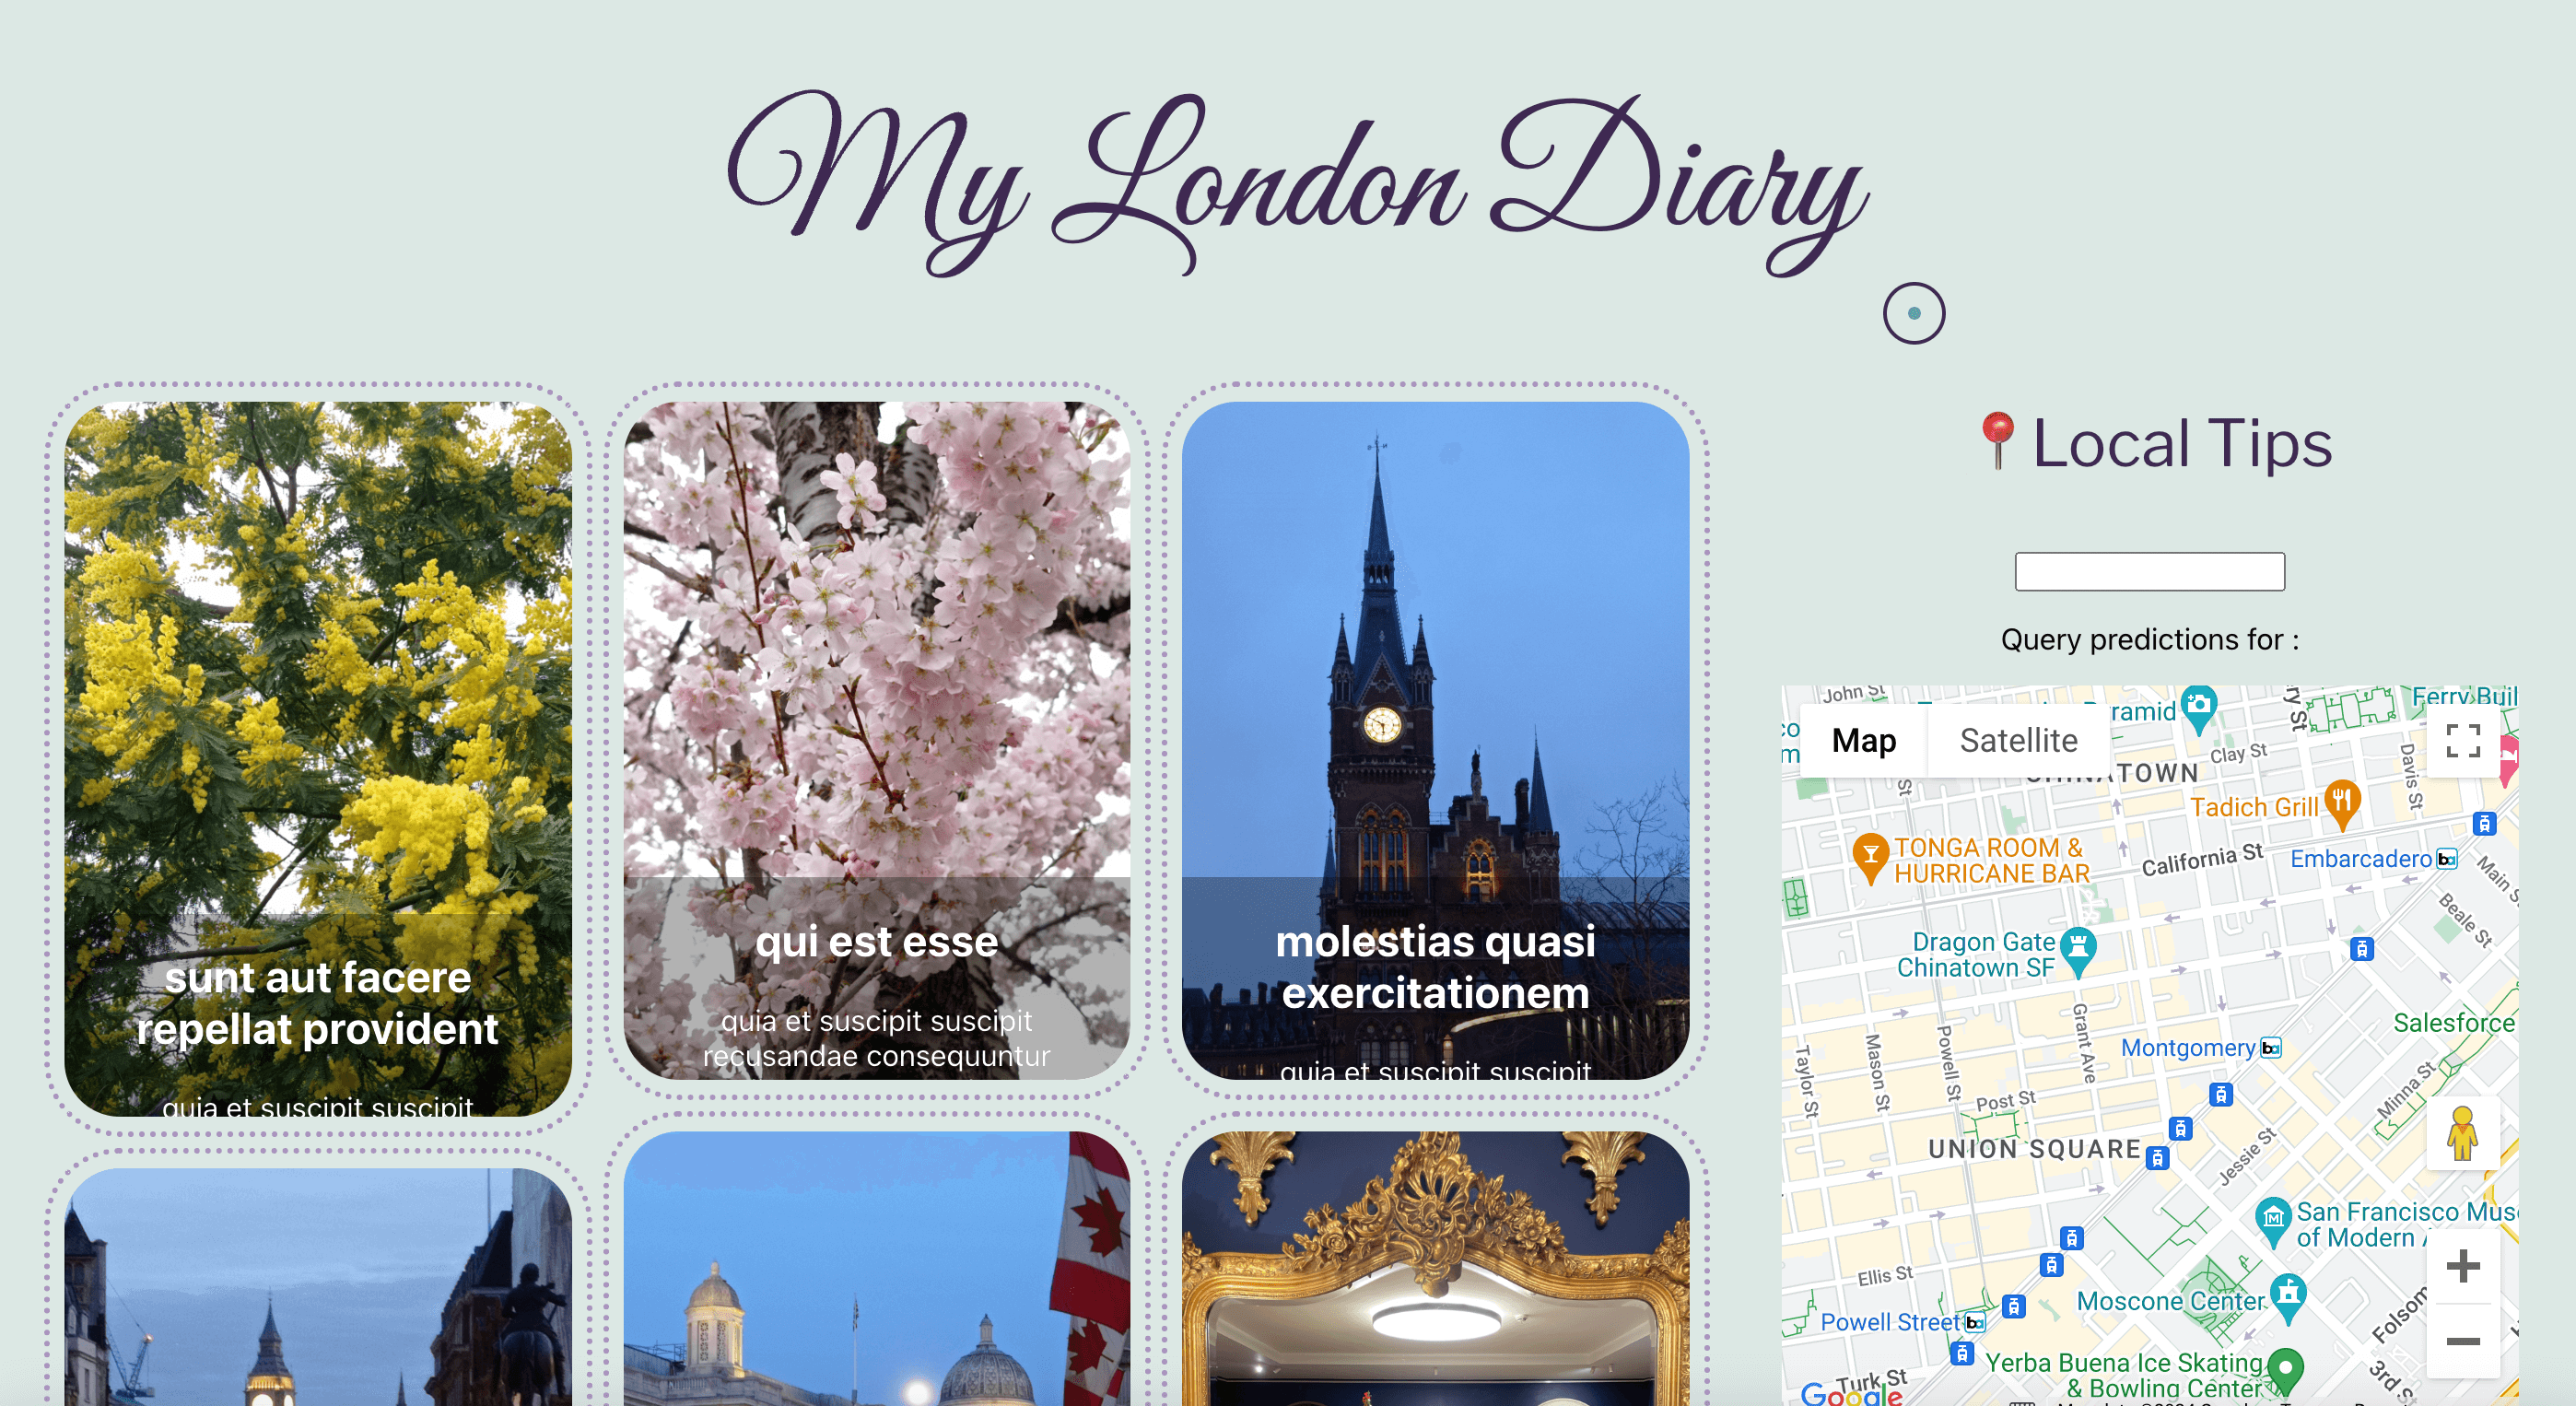 My London Diary
sunt aut facere
repellat provident
quia et suscipit suscipit
qui est esse
quia et suscipit suscipit
recusandae consequuntur
molestias quasi
exercitationem
quia et suscipit suscipit
📍Local Tips
Query predictions for :
John St
Ferry Buil
ramid
Map
Satellite
Clay St
Davis St
TOWN
Tadich Grill
TONGA ROOM &
HURRICANE BAR
California St
Embarcadero
Main S
Beale St
Dragon Gate
Chinatown SF
Grant Ave
Salesforce
Taylor St
Mason St
Powell St
Montgomery
Post St
Minna St
UNION SQUARE
Jessie St
San Francisco Mus
of Modern
Ellis St
Moscone Center
Folsom
Powell Street
Yerba Buena Ice Skating
& Bowling Center
3rd S
Turk St
Google